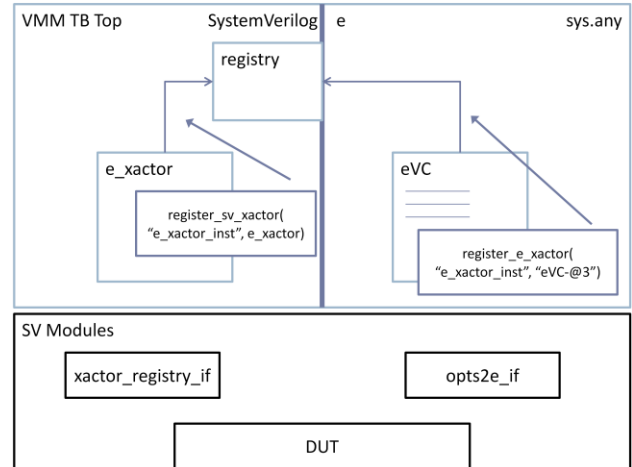 VMM TB Top
SystemVerilog
e
sys.any
registry
e_xactor
eVC
register_sv_xactor(
“e_xactor_inst”, e_xactor)
register_e_xactor(
“e_xactor_inst”, “eVC-@3”)
SV Modules
xactor_registry_if
opts2e_if
DUT